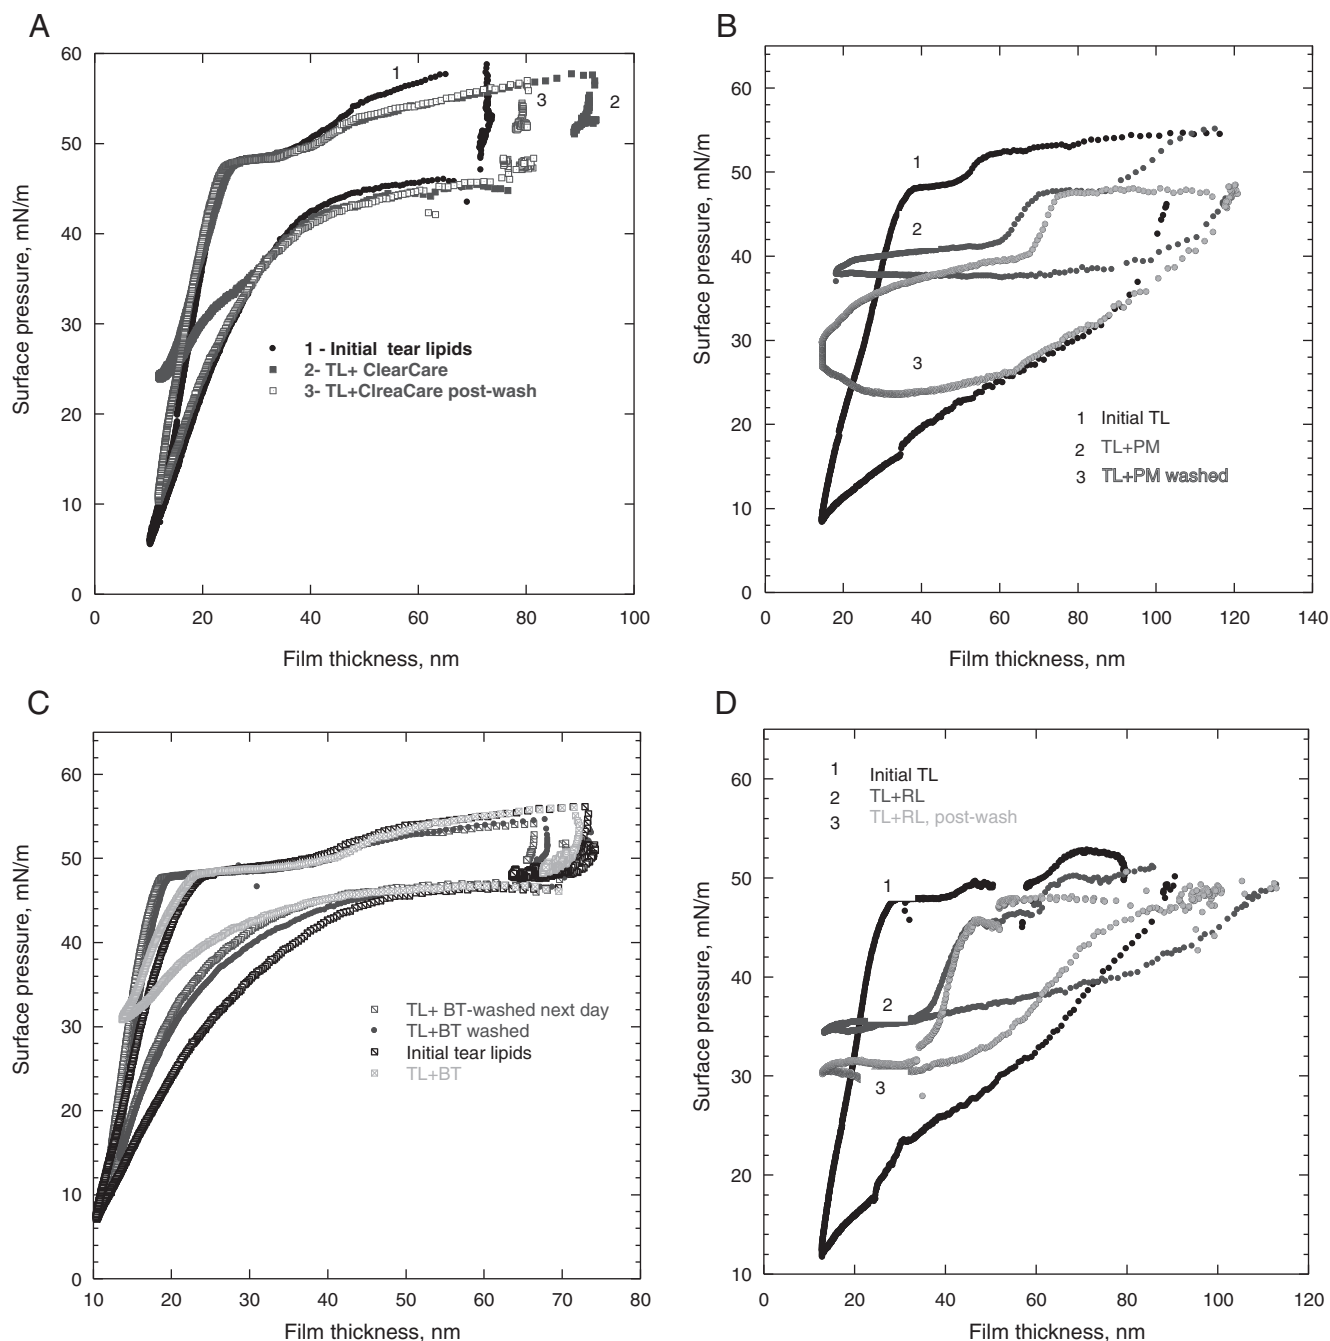 A
60
50
40
30
20
10
0
Surface pressure, mN/m
1
3
2
1 - Initial tear lipids
2- TL+ ClearCare
3- TL+ClreaCare post-wash
0 20 40 60 80 100
Film thickness, nm
B
60
50
40
30
20
10
0
Surface pressure, mN/m
1
2
3
1 Initial TL
2 TL+PM
3 TL+PM washed
0 20 40 60 80 100 120 140
Film thickness, nm
C
60
50
40
30
20
10
0
Surface pressure, mN/m
TL+ BT-washed next day
TL+BT washed
Initial tear lipids
TL+BT
10 20 30 40 50 60 70 80
Film thickness, nm
D
60
50
40
30
20
10
Surface pressure, mN/m
1 Initial TL
2 TL+RL
3 TL+RL, post-wash
1
2
3
0 20 40 60 80 100 120
Film thickness, nm